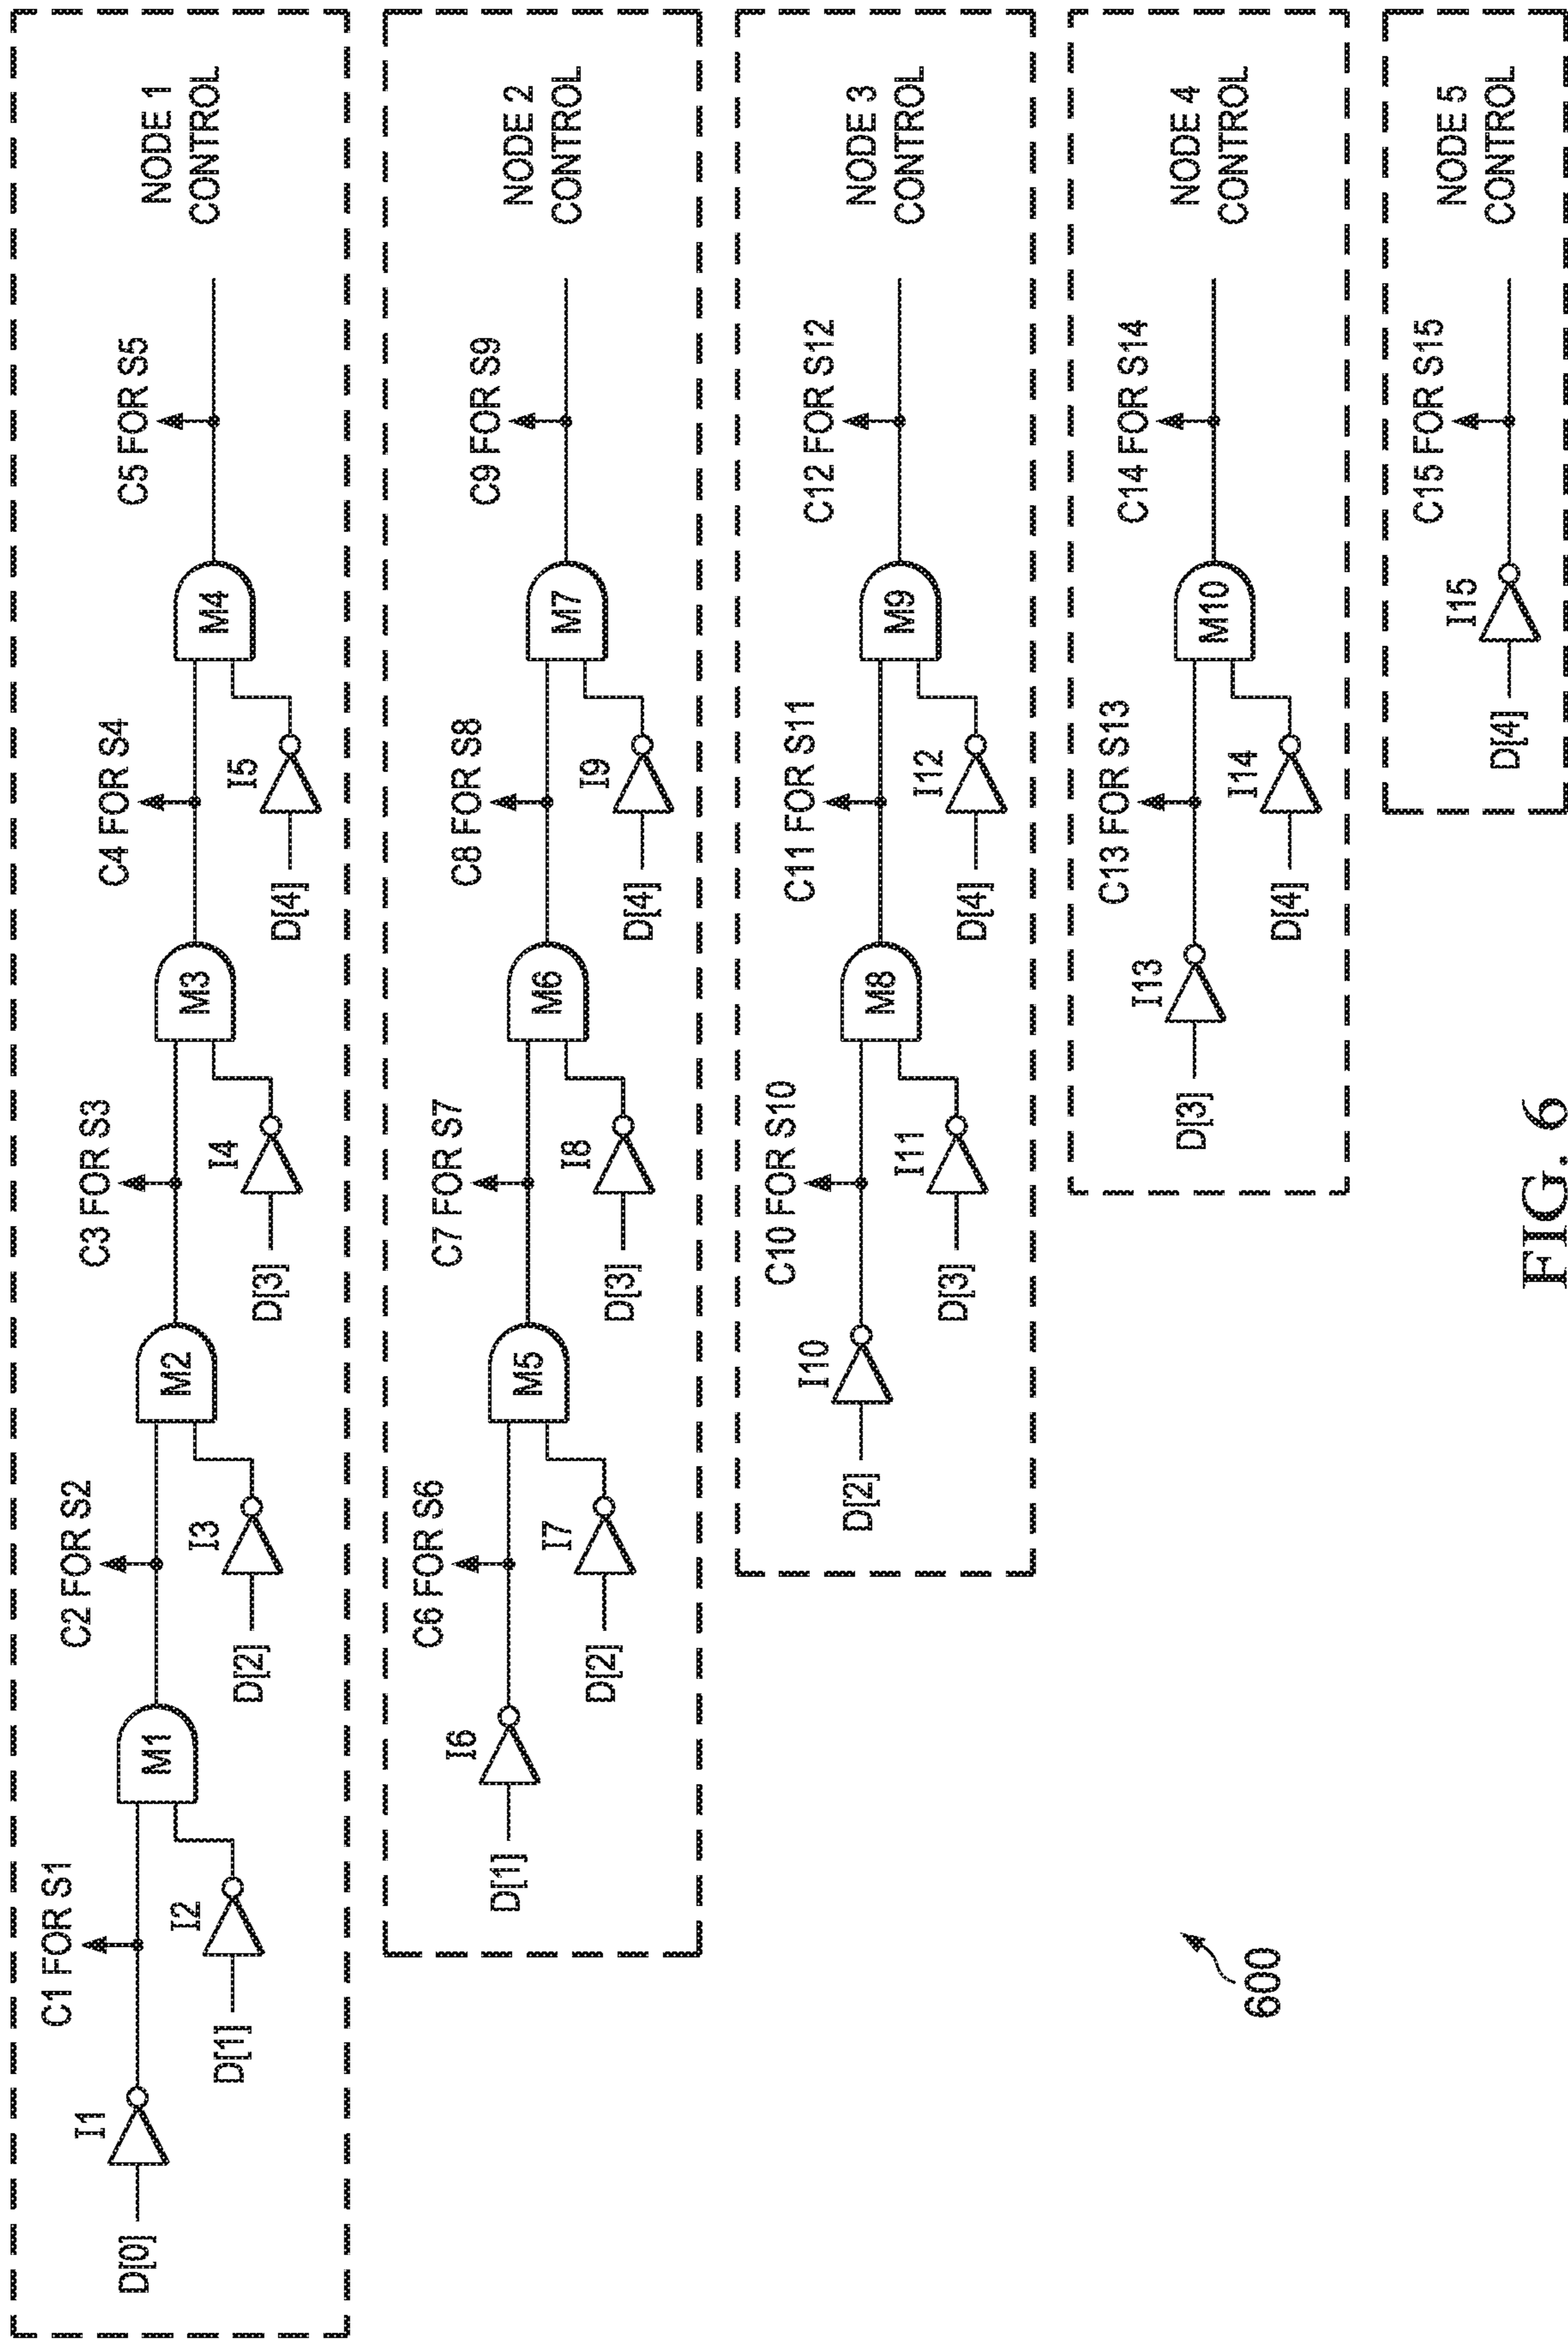 C1 FOR S1
C2 FOR S2
C3 FOR S3
C4 FOR S4
C5 FOR S5
NODE 1
CONTROL
D[0]
I1
M1
M2
M3
M4
D[1]
I2
D[2]
I3
D[3]
I4
D[4]
I5
C6 FOR S6
C7 FOR S7
C8 FOR S8
C9 FOR S9
NODE 2
CONTROL
D[1]
I6
M5
M6
M7
D[2]
I7
D[3]
I8
D[4]
I9
C10 FOR S10
C11 FOR S11
C12 FOR S12
NODE 3
CONTROL
D[2]
I10
M8
M9
D[3]
I11
D[4]
I12
C13 FOR S13
C14 FOR S14
NODE 4
CONTROL
D[3]
I13
M10
D[4]
I14
C15 FOR S15
NODE 5
CONTROL
D[4]
I15
600
FIG. 6